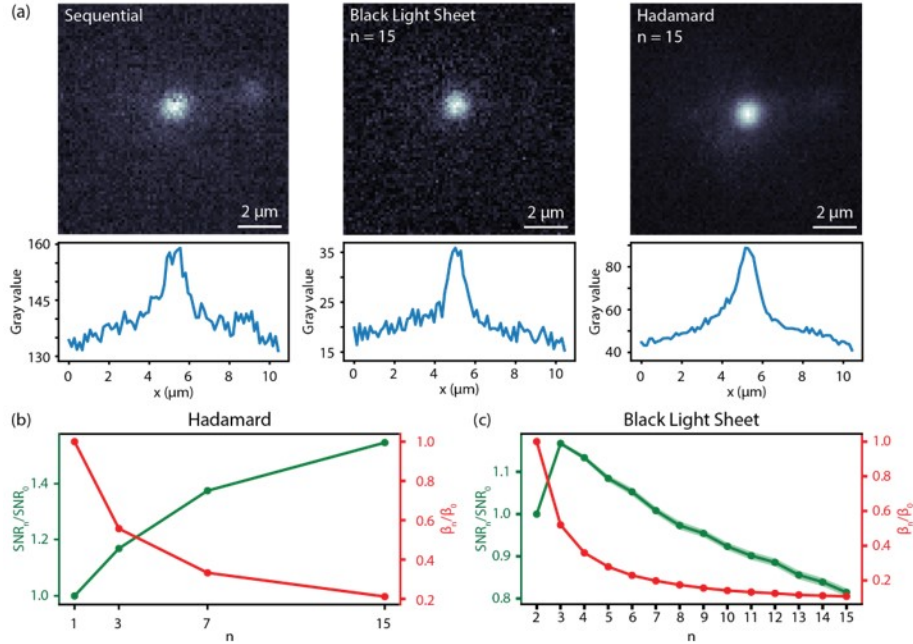 (a)
Sequential
2 μm
Black Light Sheet
n = 15
2 μm
Hadamard
n = 15
2 μm
Gray value
160
145
130
0 2 4 6 8 10
x (μm)
Gray value
35
25
15
0 2 4 6 8 10
x (μm)
Gray value
80
60
40
0 2 4 6 8 10
x (μm)
(b)
Hadamard
SNRₙ/SNR₀
1.4
1.2
1.0
1 3 7 15
n
1.0
0.8
0.6
0.4
0.2
βₙ/β₀
(c)
Black Light Sheet
SNRₙ/SNR₀
1.1
1.0
0.9
0.8
2 3 4 5 6 7 8 9 10 11 12 13 14 15
n
1.0
0.8
0.6
0.4
0.2
βₙ/β₀